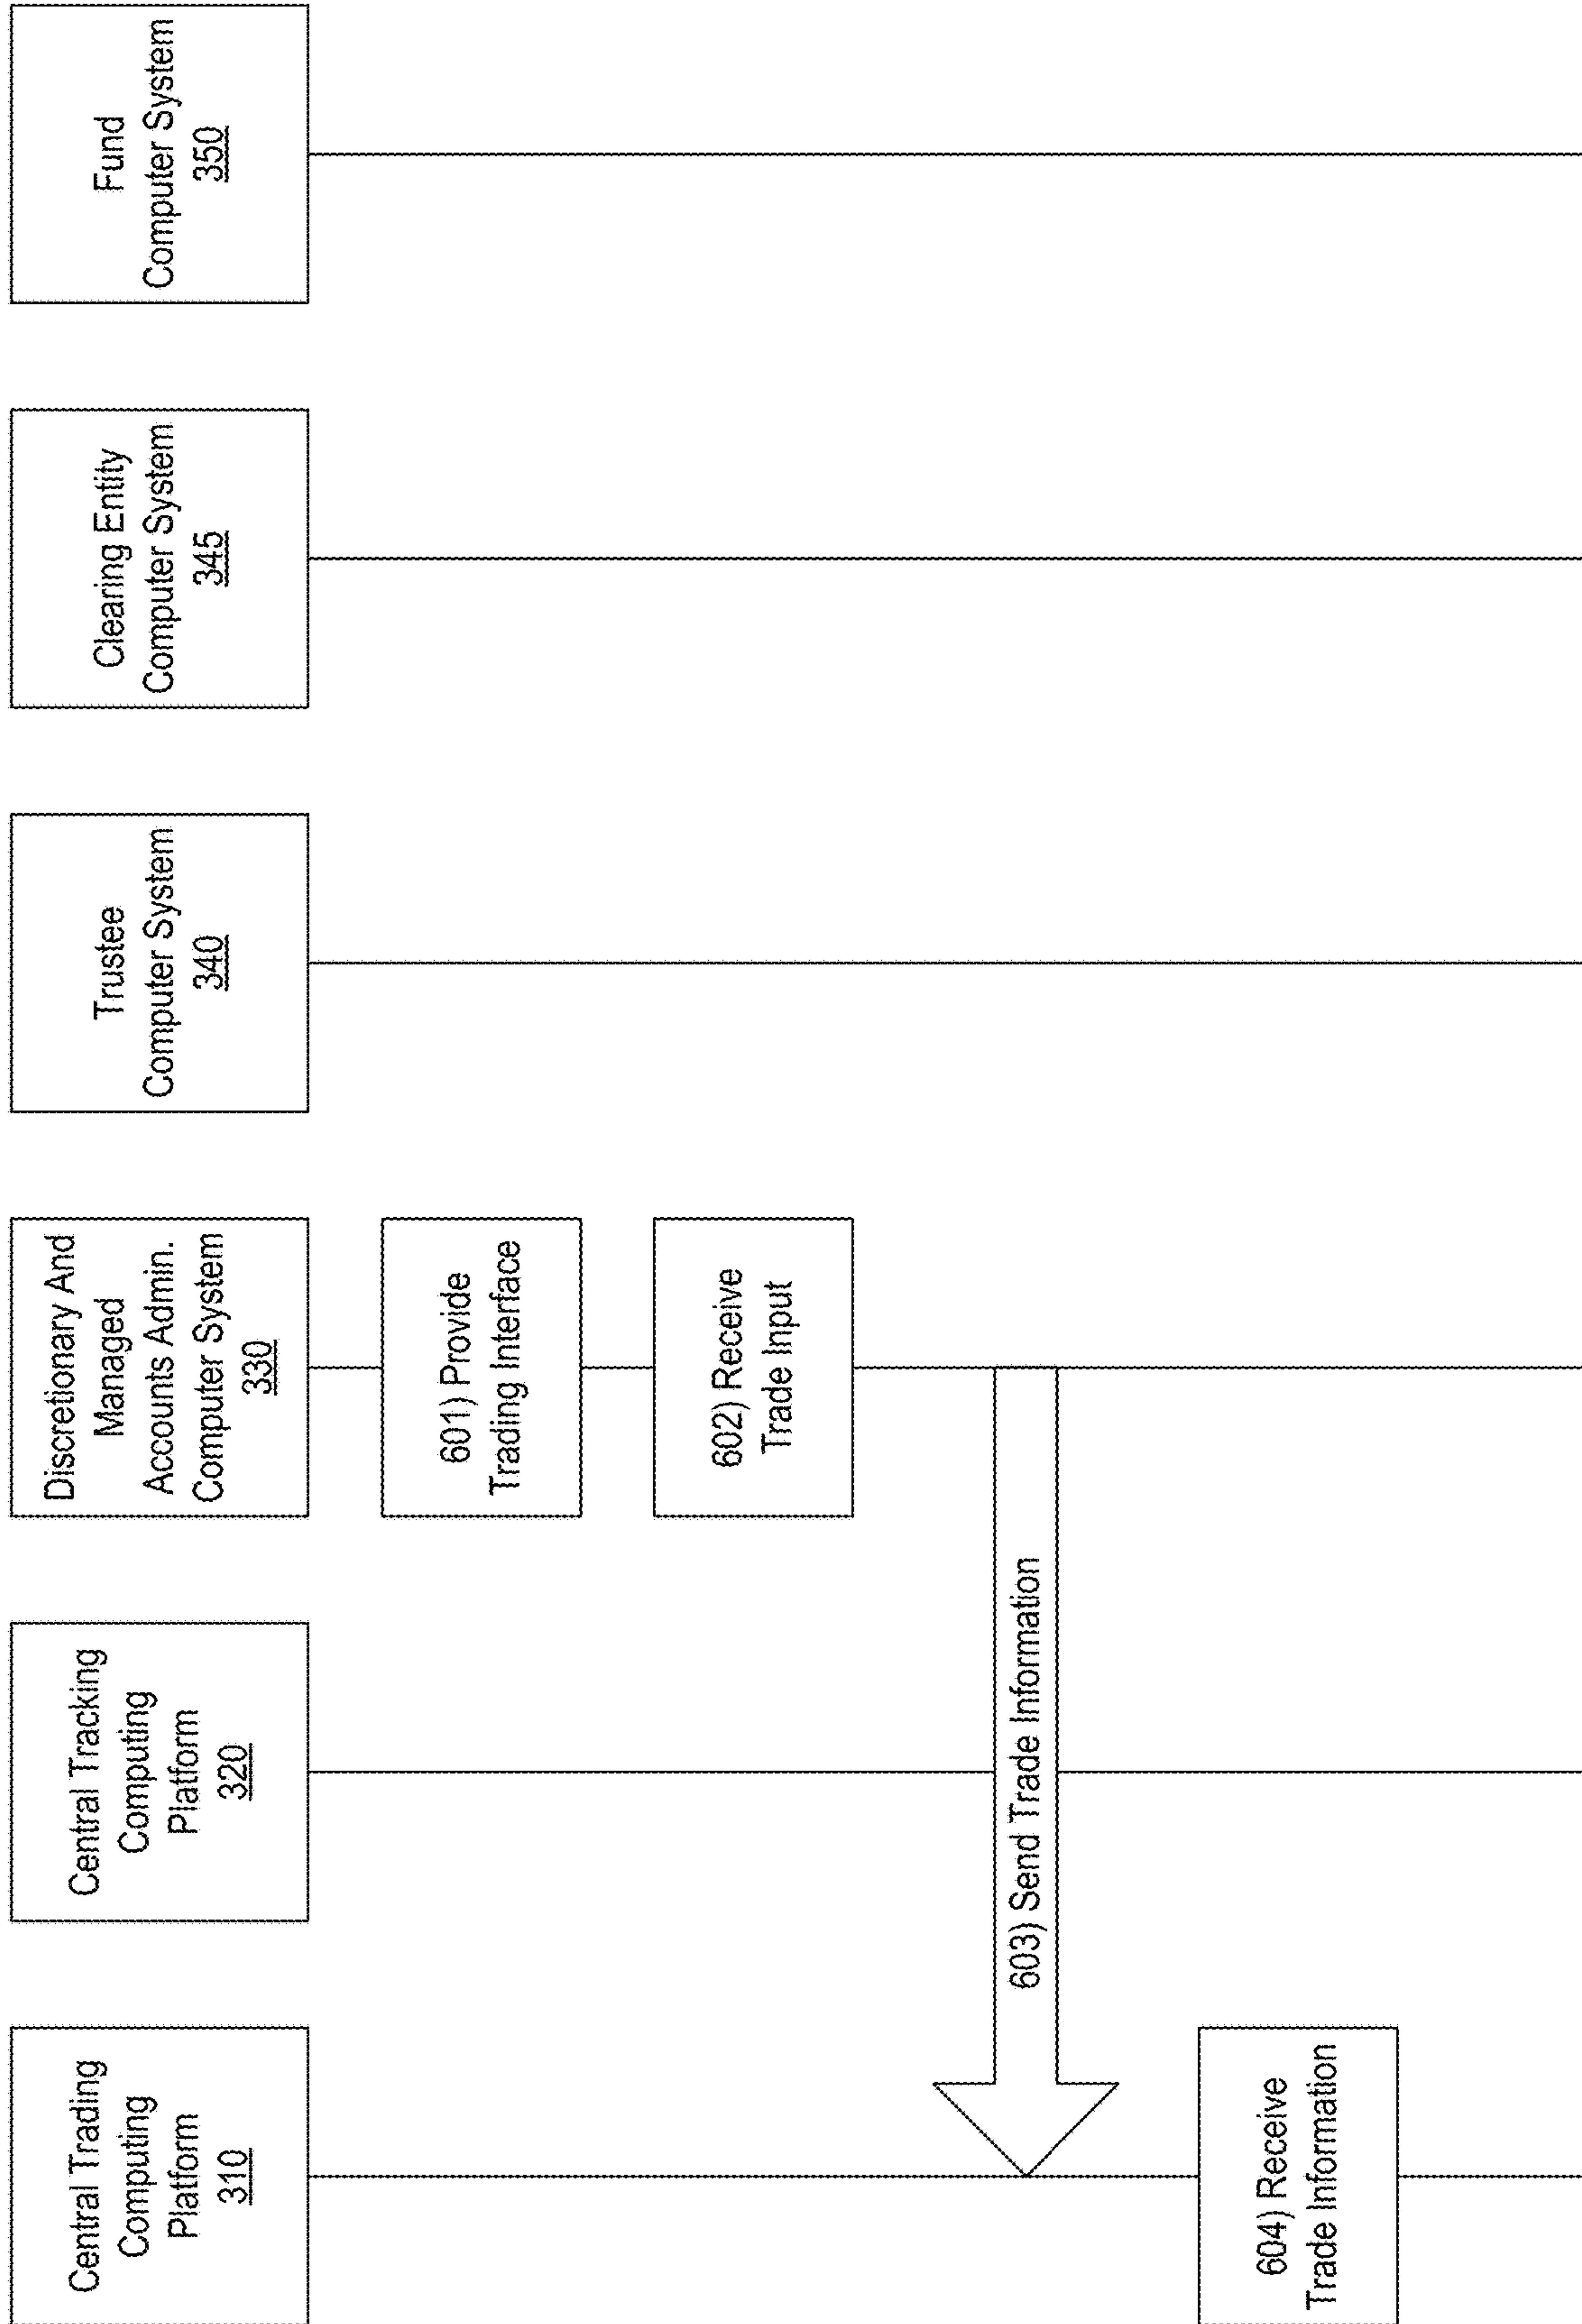 Central Trading
Computing
Platform
310
Central Tracking
Computing
Platform
320
Discretionary And
Managed
Accounts Admin.
Computer System
330
Trustee
Computer System
340
Clearing Entity
Computer System
345
Fund
Computer System
350
601) Provide
Trading Interface
602) Receive
Trade Input
603) Send Trade Information
604) Receive
Trade Information